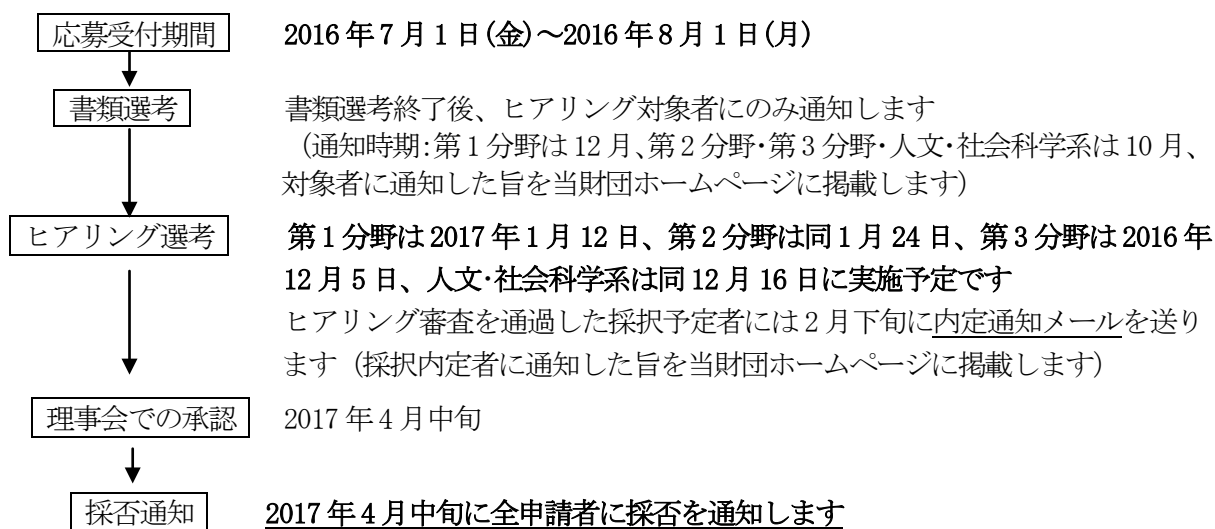 応募受付期間 2016年7月1日(金)～2016年8月1日(月)
書類選考 書類選考終了後、ヒアリング対象者にのみ通知します
（通知時期:第1分野は12月、第2分野･第3分野･人文･社会科学系は10月、
対象者に通知した旨を当財団ホームページに掲載します）
ヒアリング選考 第1分野は2017年1月12日、第2分野は同1月24日、第3分野は2016年
12月5日、人文･社会科学系は同12月16日に実施予定です
ヒアリング審査を通過した採択予定者には2月下旬に内定通知メールを送り
ます（採択内定者に通知した旨を当財団ホームページに掲載します）
理事会での承認 2017年4月中旬
採否通知 2017年4月中旬に全申請者に採否を通知します